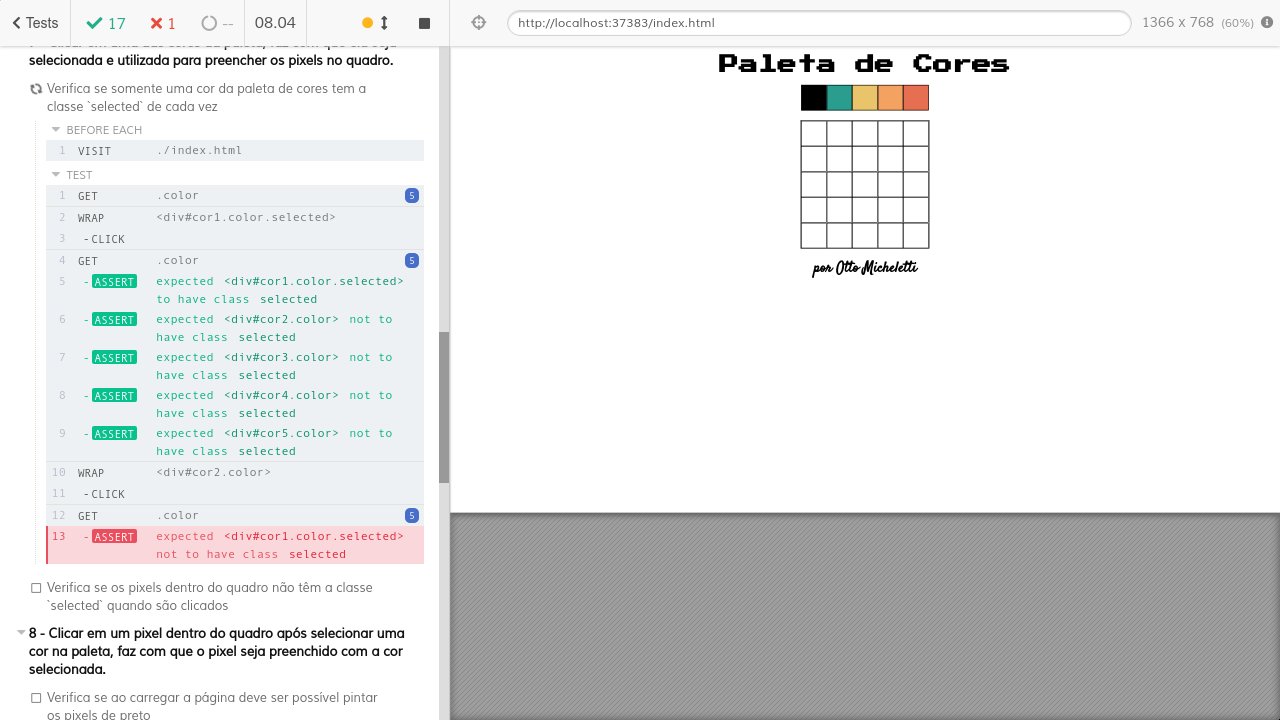 Tests
17
1
--
08.04
http://localhost:37383/index.html
1366 x 768 (60%)
selecionada e utilizada para preencher os pixels no quadro.
Verifica se somente uma cor da paleta de cores tem a
classe `selected` de cada vez
BEFORE EACH
1 VISIT ./index.html
TEST
1 GET .color 5
2 WRAP <div#cor1.color.selected>
3 -CLICK
4 GET .color 5
5 -ASSERT expected <div#cor1.color.selected>
to have class selected
6 -ASSERT expected <div#cor2.color> not to
have class selected
7 -ASSERT expected <div#cor3.color> not to
have class selected
8 -ASSERT expected <div#cor4.color> not to
have class selected
9 -ASSERT expected <div#cor5.color> not to
have class selected
10 WRAP <div#cor2.color>
11 -CLICK
12 GET .color 5
13 -ASSERT expected <div#cor1.color.selected>
not to have class selected
Verifica se os pixels dentro do quadro não têm a classe
`selected` quando são clicados
8 - Clicar em um pixel dentro do quadro após selecionar uma
cor na paleta, faz com que o pixel seja preenchido com a cor
selecionada.
Verifica se ao carregar a página deve ser possível pintar
os pixels de preto
Paleta de Cores
por Otto Micheletti